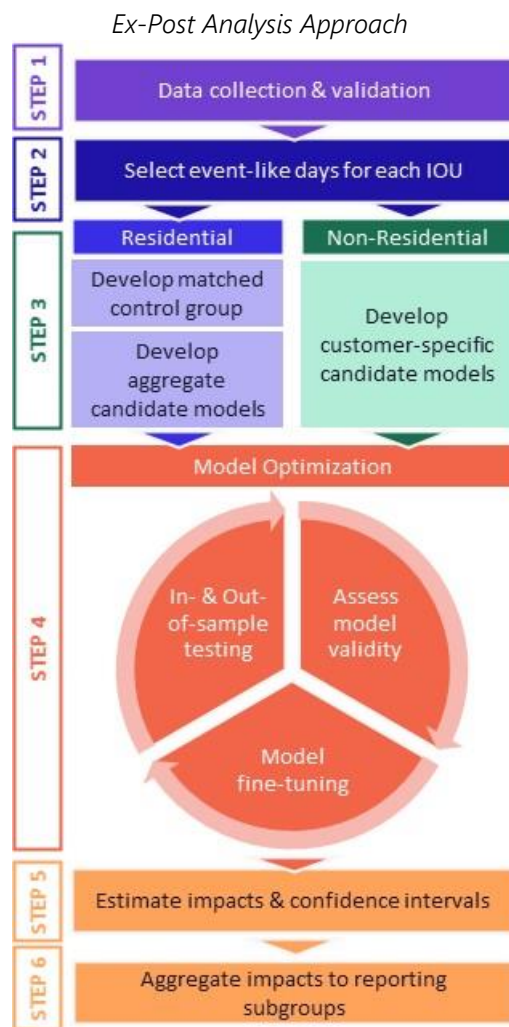 Ex-Post Analysis Approach
STEP 1
Data collection & validation
STEP 2
Select event-like days for each IOU
STEP 3
Residential
Non-Residential
Develop matched
control group
Develop
aggregate
candidate models
Develop
customer-specific
candidate models
STEP 4
Model Optimization
In- & Out-
of-sample
testing
Assess
model
validity
Model
fine-tuning
STEP 5
Estimate impacts & confidence intervals
STEP 6
Aggregate impacts to reporting
subgroups